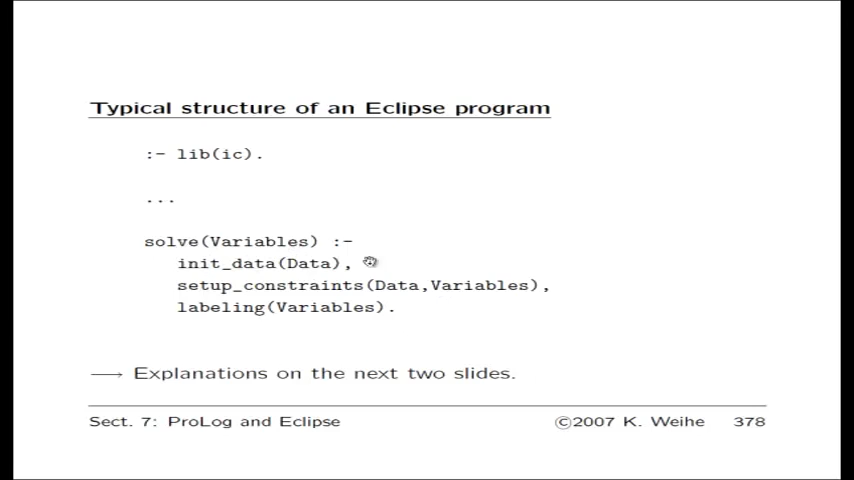 Typical structure of an Eclipse program
:- lib(ic).
...
solve(Variables) :-
init_data(Data),
setup_constraints(Data,Variables),
labeling(Variables).
⟶ Explanations on the next two slides.
Sect. 7: ProLog and Eclipse ©2007 K. Weihe 378